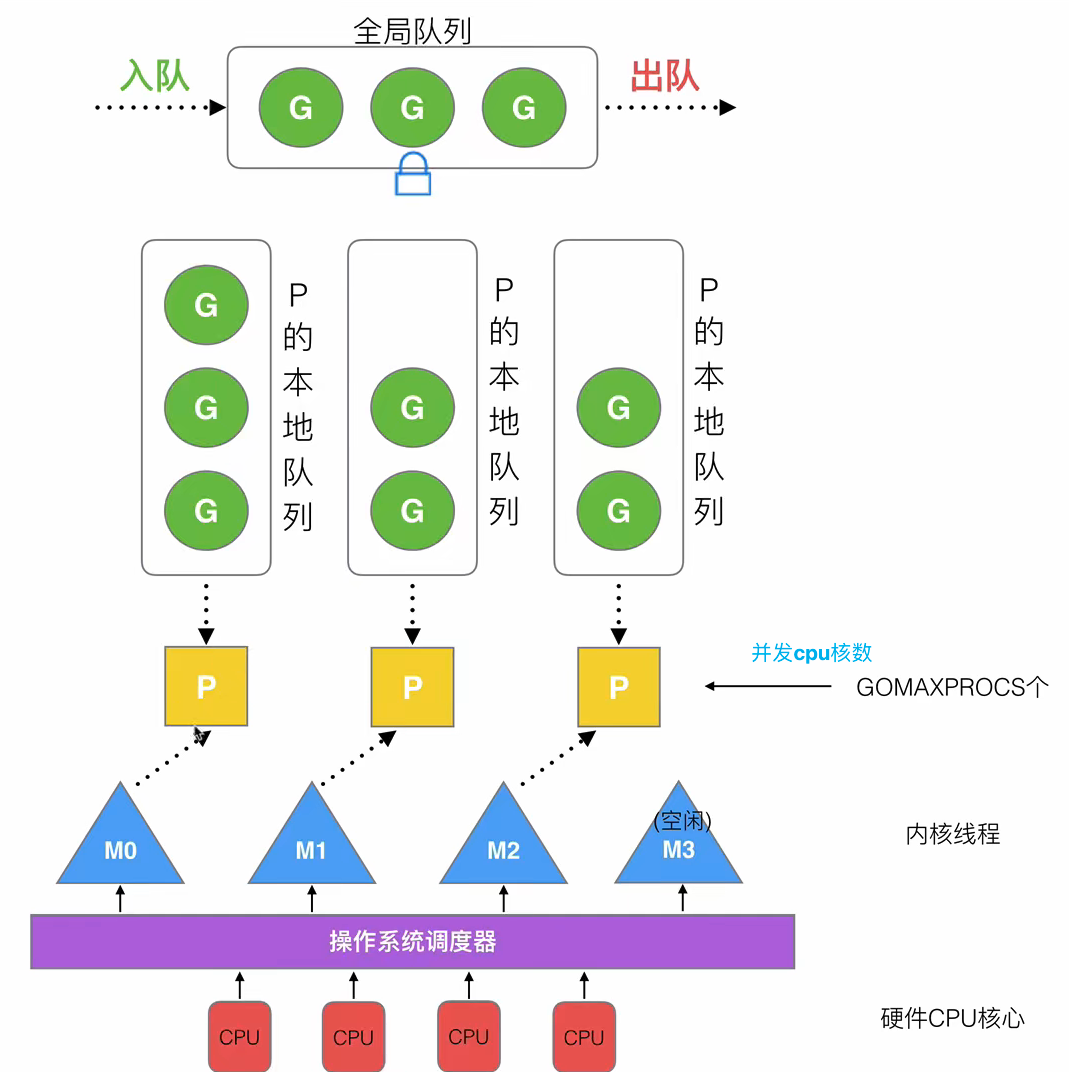 全局队列
入队
出队
G G G
G
G G G
G G G
P的本地队列
P的本地队列
P的本地队列
P P P
并发cpu核数
GOMAXPROCS个
(空闲)
M0 M1 M2 M3
内核线程
操作系统调度器
CPU CPU CPU CPU
硬件CPU核心